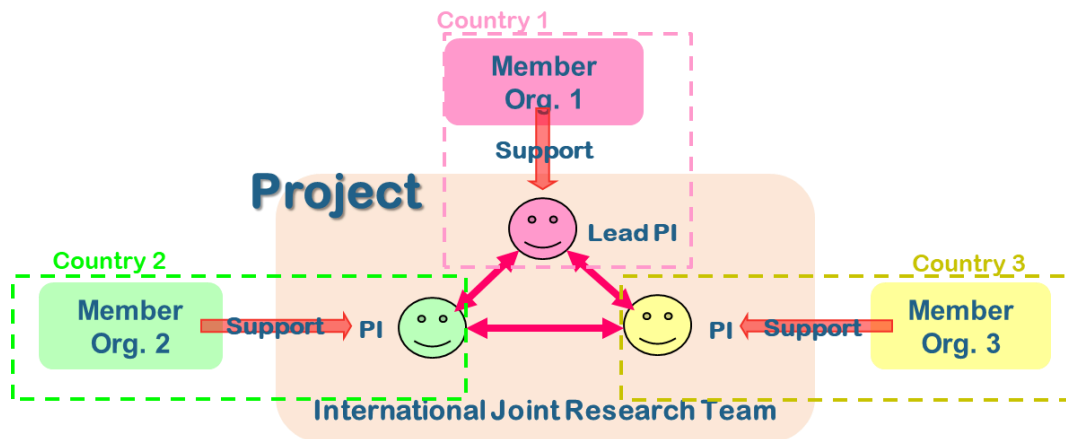 Country 1
Member
Org. 1
Support
Project
Lead PI
Country 2
Country 3
Member
Org. 2
Support
PI
PI
Support
Member
Org. 3
International Joint Research Team